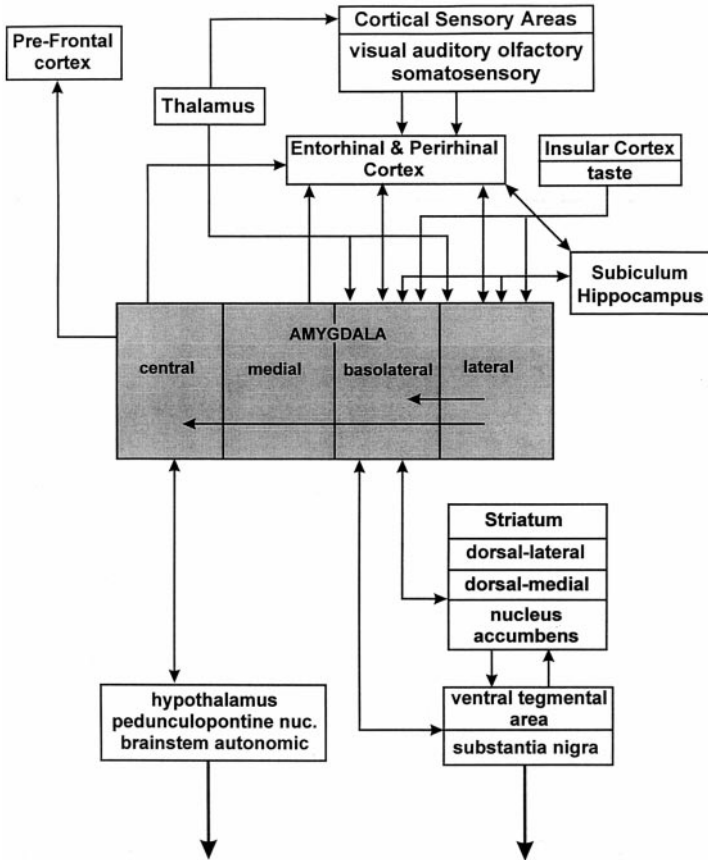 Cortical Sensory Areas
visual auditory olfactory
somatosensory
Pre-Frontal
cortex
Thalamus
Entorhinal & Perirhinal
Cortex
Insular Cortex
taste
Subiculum
Hippocampus
AMYGDALA
central
medial
basolateral
lateral
Striatum
dorsal-lateral
dorsal-medial
nucleus
accumbens
hypothalamus
pedunculopontine nuc.
brainstem autonomic
ventral tegmental
area
substantia nigra